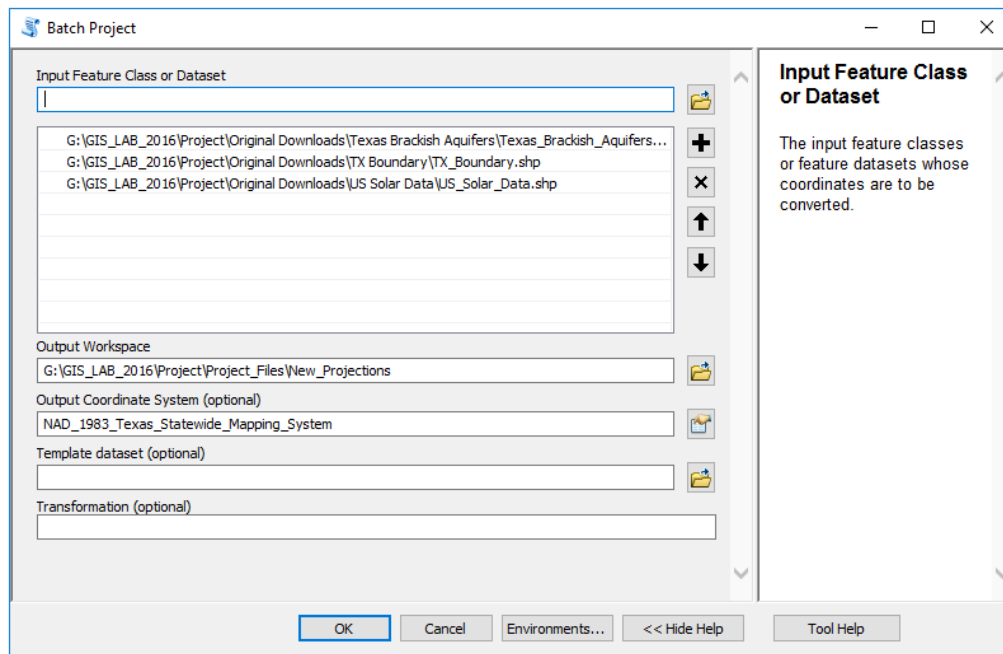 Batch Project
Input Feature Class or Dataset
G:\GIS_LAB_2016\Project\Original Downloads\Texas Brackish Aquifers\Texas_Brackish_Aquifers...
G:\GIS_LAB_2016\Project\Original Downloads\TX Boundary\TX_Boundary.shp
G:\GIS_LAB_2016\Project\Original Downloads\US Solar Data\US_Solar_Data.shp
Output Workspace
G:\GIS_LAB_2016\Project\Project_Files\New_Projections
Output Coordinate System (optional)
NAD_1983_Texas_Statewide_Mapping_System
Template dataset (optional)
Transformation (optional)
Input Feature Class
or Dataset
The input feature classes
or feature datasets whose
coordinates are to be
converted.
OK
Cancel
Environments...
<< Hide Help
Tool Help